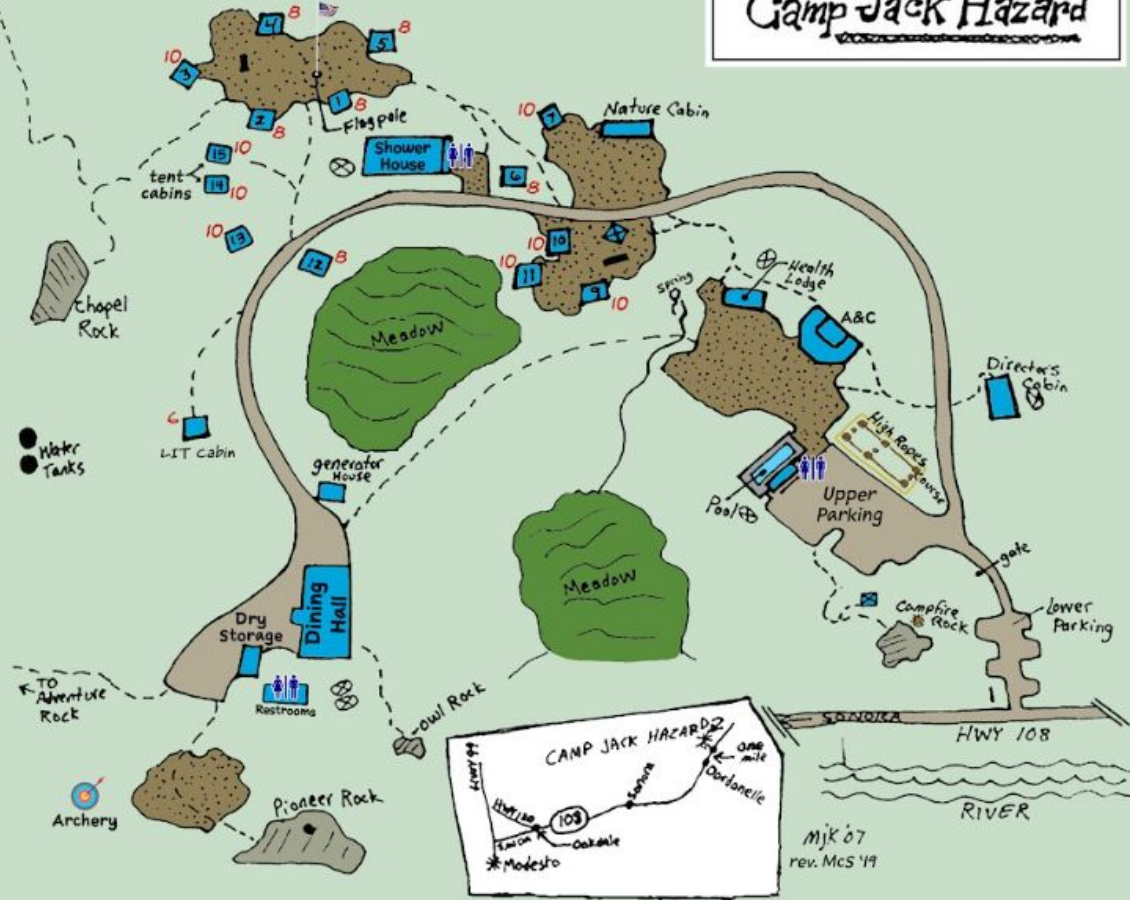 Camp Jack Hazard
4
8
8
5
10
3
1
8
2
8
Flagpole
10
7
Nature Cabin
Shower
House
15
10
tent
cabins
14
10
6
8
10
13
12
8
10
10
10
11
9
10
Spring
Health
Lodge
A&C
Chapel
Rock
Meadow
Director's
Cabin
6
LIT Cabin
Water
Tanks
generator
House
High Ropes
Course
Pool
Upper
Parking
Meadow
gate
Dining
Hall
Dry
Storage
Campfire
Rock
Lower
Parking
TO
Adventure
Rock
Restrooms
Owl Rock
SONORA
HWY 108
RIVER
Archery
Pioneer Rock
CAMP JACK HAZARD
one
mile
Dardanelle
HWY 99
Sonora
HWY 120
108
Oakdale
Modesto
MJK '07
rev. McS '19